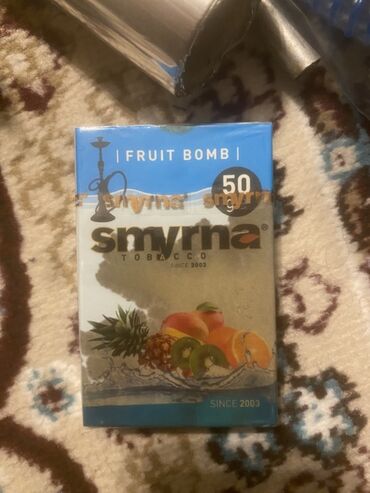 | FRUIT BOMB |
50
g
smyrna smyrna
smyrna®
TOBACCO
SINCE 2003
SINCE 2003